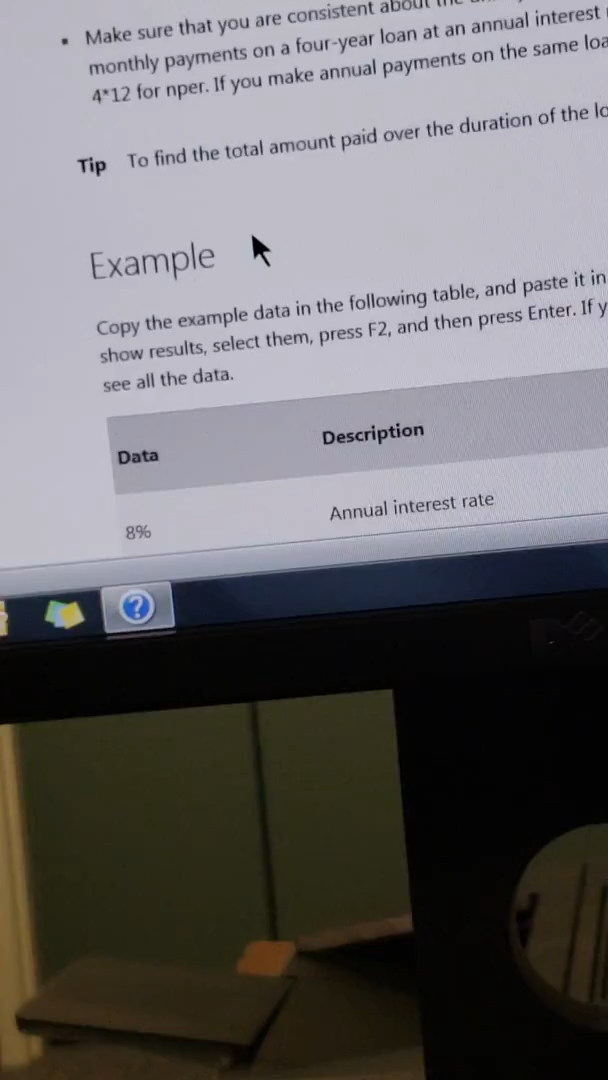 ▪ Make sure that you are consistent about the
monthly payments on a four-year loan at an annual interest
4*12 for nper. If you make annual payments on the same loa
Tip To find the total amount paid over the duration of the lo
Example
Copy the example data in the following table, and paste it in
show results, select them, press F2, and then press Enter. If y
see all the data.
Data Description
8% Annual interest rate